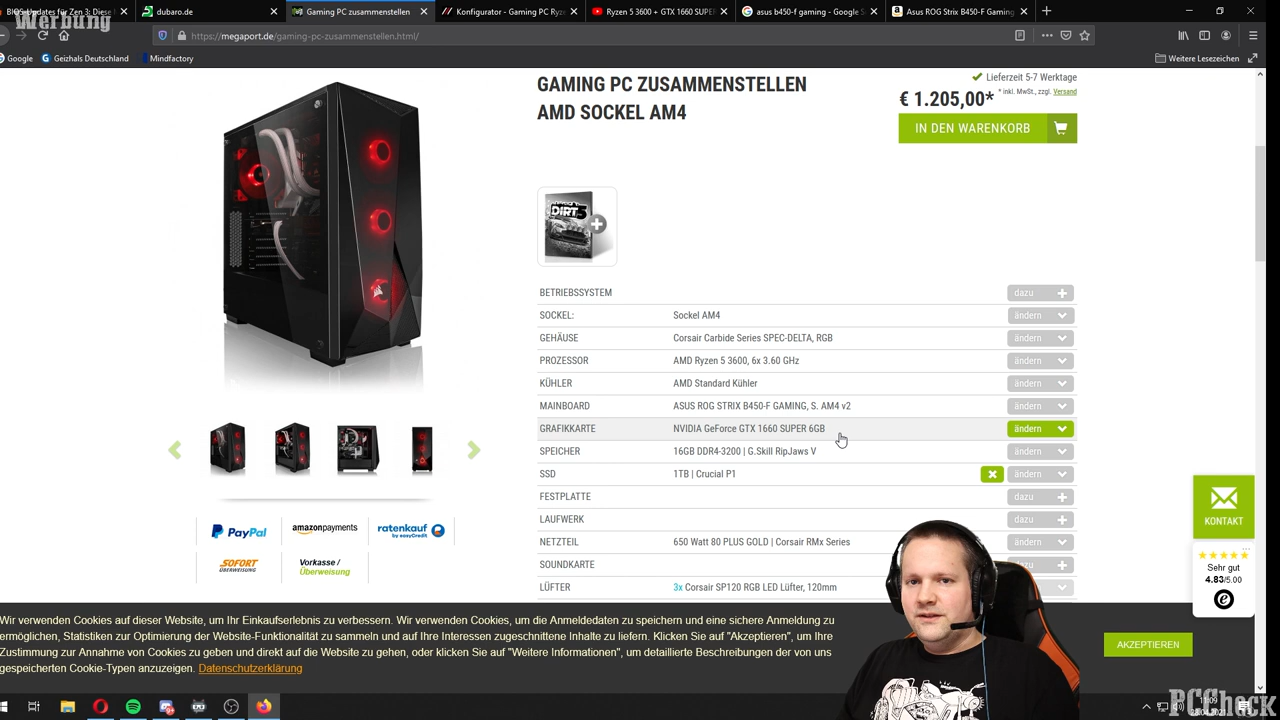 BIOS-Updates für Zen 3: Diese
dubaro.de
Gaming PC zusammenstellen
Konfigurator - Gaming PC Ryze
Ryzen 5 3600 + GTX 1660 SUPER
asus b450-f gaming - Google S
Asus ROG Strix B450-F Gaming
Werbung
https://megaport.de/gaming-pc-zusammenstellen.html/
Google
Geizhals Deutschland
Mindfactory
Weitere Lesezeichen
GAMING PC ZUSAMMENSTELLEN
AMD SOCKEL AM4
Lieferzeit 5-7 Werktage
€ 1.205,00* * inkl. MwSt., zzgl. Versand
IN DEN WARENKORB
DIRT 5
BETRIEBSSYSTEM dazu
SOCKEL: Sockel AM4 ändern
GEHÄUSE Corsair Carbide Series SPEC-DELTA, RGB ändern
PROZESSOR AMD Ryzen 5 3600, 6x 3.60 GHz ändern
KÜHLER AMD Standard Kühler ändern
MAINBOARD ASUS ROG STRIX B450-F GAMING, S. AM4 v2 ändern
GRAFIKKARTE NVIDIA GeForce GTX 1660 SUPER 6GB ändern
SPEICHER 16GB DDR4-3200 | G.Skill RipJaws V ändern
SSD 1TB | Crucial P1 ändern
FESTPLATTE dazu
LAUFWERK dazu
NETZTEIL 650 Watt 80 PLUS GOLD | Corsair RMx Series ändern
SOUNDKARTE
LÜFTER 3x Corsair SP120 RGB LED Lüfter, 120mm
PayPal
amazonpayments
ratenkauf
by easyCredit
SOFORT
ÜBERWEISUNG
Vorkasse /
Überweisung
KONTAKT
Sehr gut
4.83/5.00
Wir verwenden Cookies auf dieser Website, um Ihr Einkaufserlebnis zu verbessern. Wir verwenden Cookies, um die Anmeldedaten zu speichern und eine sichere Anmeldung zu
ermöglichen, Statistiken zur Optimierung der Website-Funktionalität zu sammeln und auf Ihre Interessen zugeschnittene Inhalte zu liefern. Klicken Sie auf "Akzeptieren", um Ihre
Zustimmung zur Annahme von Cookies zu geben und direkt auf die Website zu gehen, oder klicken Sie auf "Weitere Informationen", um detaillierte Beschreibungen der von uns
gespeicherten Cookie-Typen anzuzeigen. Datenschutzerklärung
AKZEPTIEREN
11:09
PCCheck